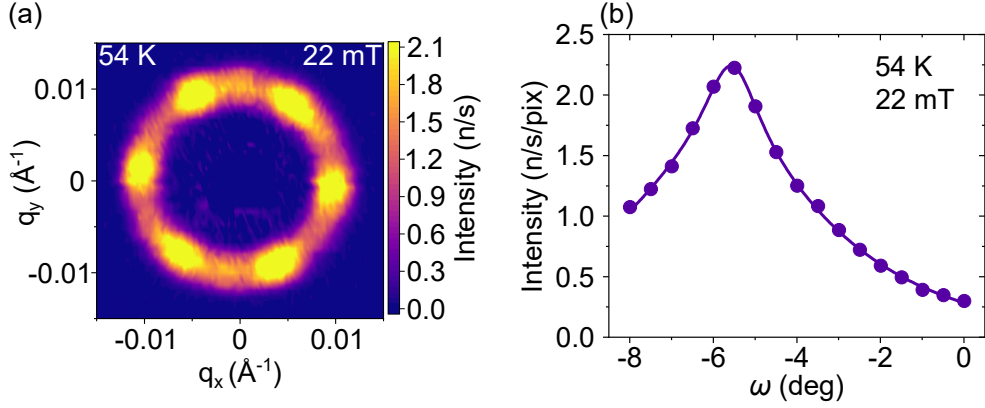 (a)
54 K 22 mT
0.01
0
-0.01
q_y (Å⁻¹)
-0.01 0 0.01
q_x (Å⁻¹)
2.1
1.8
1.5
1.2
0.9
0.6
0.3
0.0
Intensity (n/s)
(b)
54 K
22 mT
2.5
2.0
1.5
1.0
0.5
0.0
Intensity (n/s/pix)
-8 -6 -4 -2 0
ω (deg)